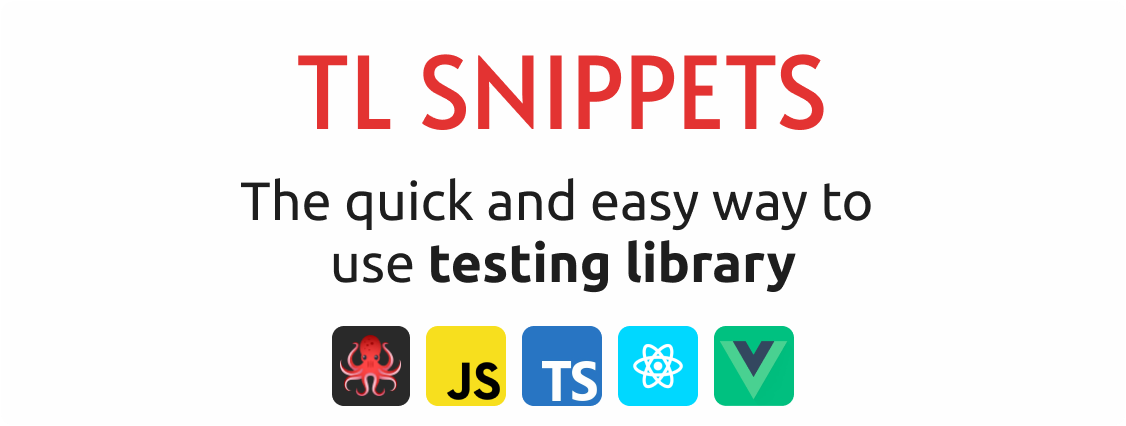 TL SNIPPETS
The quick and easy way to
use testing library
JS TS